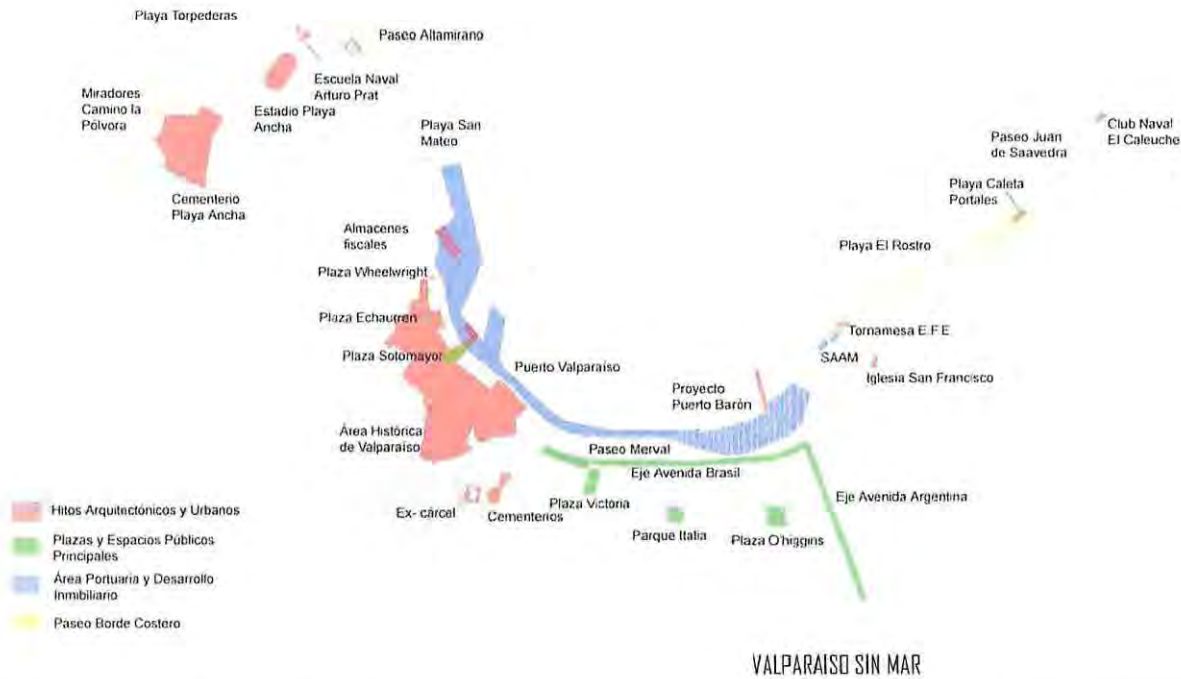 Playa Torpederas
Paseo Altamirano
Escuela Naval
Arturo Prat
Miradores
Camino la
Pólvora
Estadio Playa
Ancha
Cementerio
Playa Ancha
Playa San
Mateo
Club Naval
El Caleuche
Paseo Juan
de Saavedra
Playa Caleta
Portales
Almacenes
fiscales
Playa El Rostro
Plaza Wheelwright
Plaza Echaurren
Plaza Solomayor
Tornamesa E.F.E
SAAM
Iglesia San Francisco
Puerto Valparaíso
Proyecto
Puerto Barón
Área Histórica
de Valparaíso
Paseo Merval
Eje Avenida Brasil
Eje Avenida Argentina
Ex- cárcel
Cementerios
Plaza Victoria
Parque Italia
Plaza O'higgins
Hitos Arquitectónicos y Urbanos
Plazas y Espacios Públicos
Principales
Área Portuaria y Desarrollo
Inmibiliario
Paseo Borde Costero
VALPARAISO SIN MAR